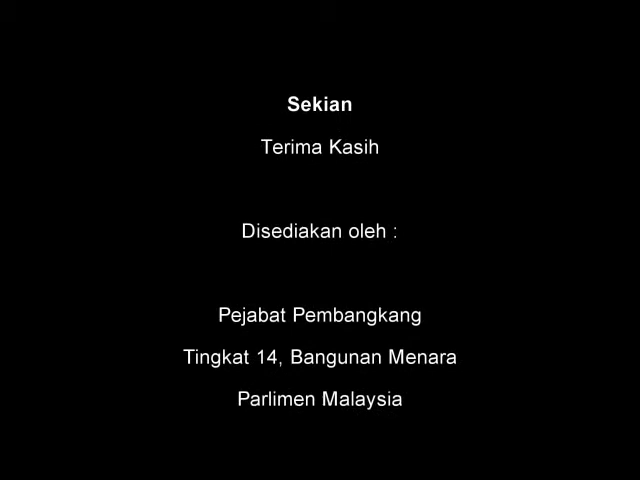 Sekian
Terima Kasih
Disediakan oleh :
Pejabat Pembangkang
Tingkat 14, Bangunan Menara
Parlimen Malaysia